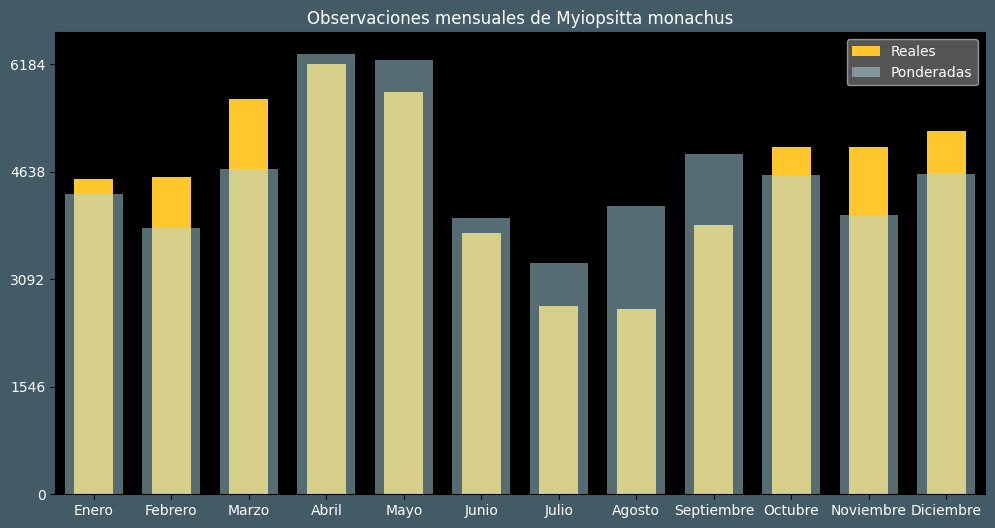 Observaciones mensuales de Myiopsitta monachus
Reales
Ponderadas
6184
4638
3092
1546
0
Enero Febrero Marzo Abril Mayo Junio Julio Agosto Septiembre Octubre Noviembre Diciembre